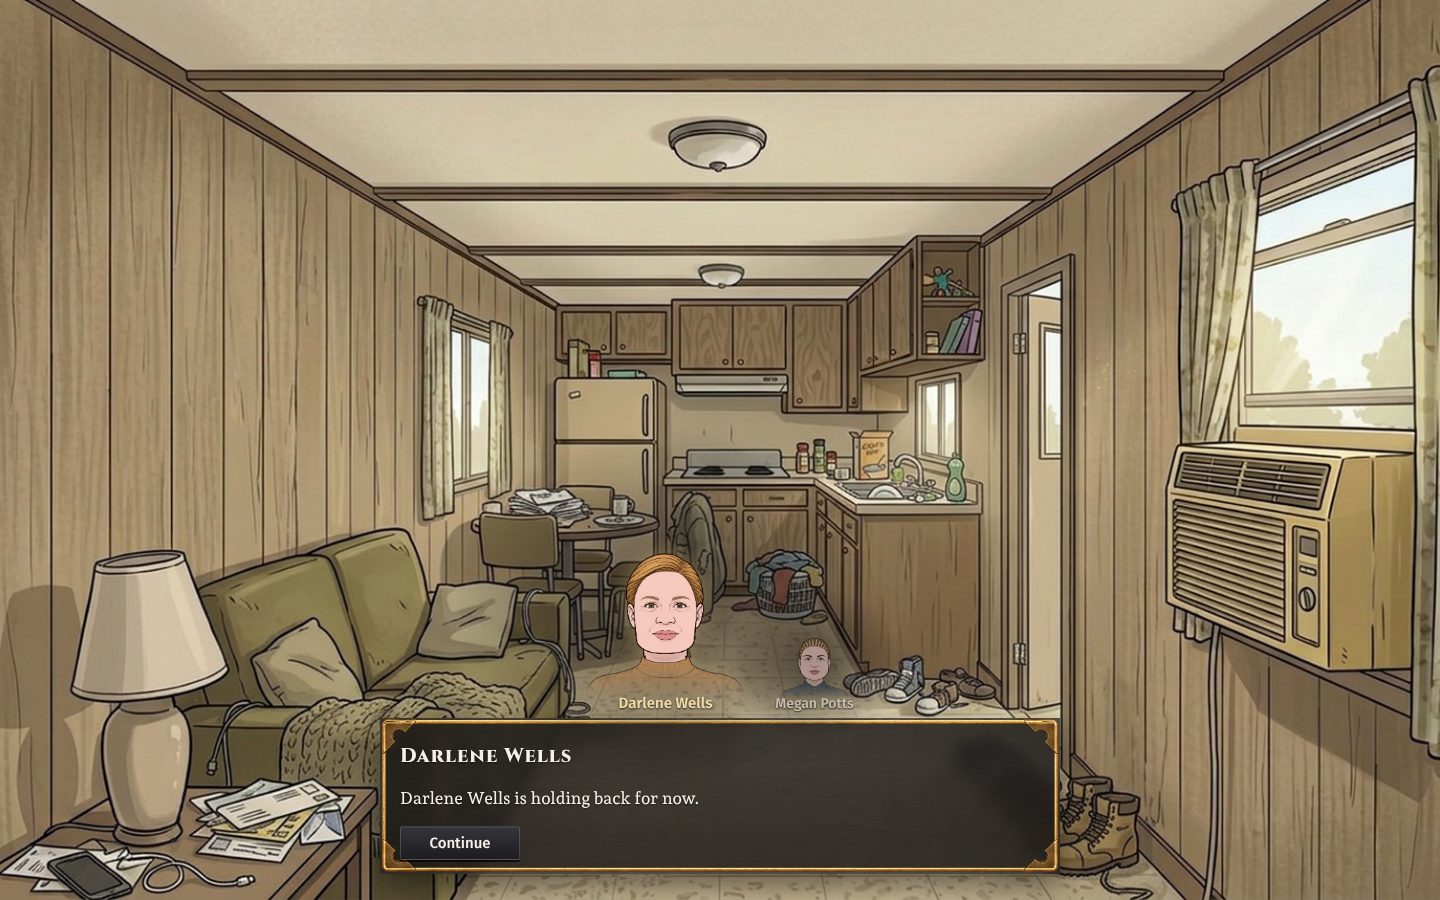 Darlene Wells
Megan Potts
Darlene Wells
Darlene Wells is holding back for now.
Continue